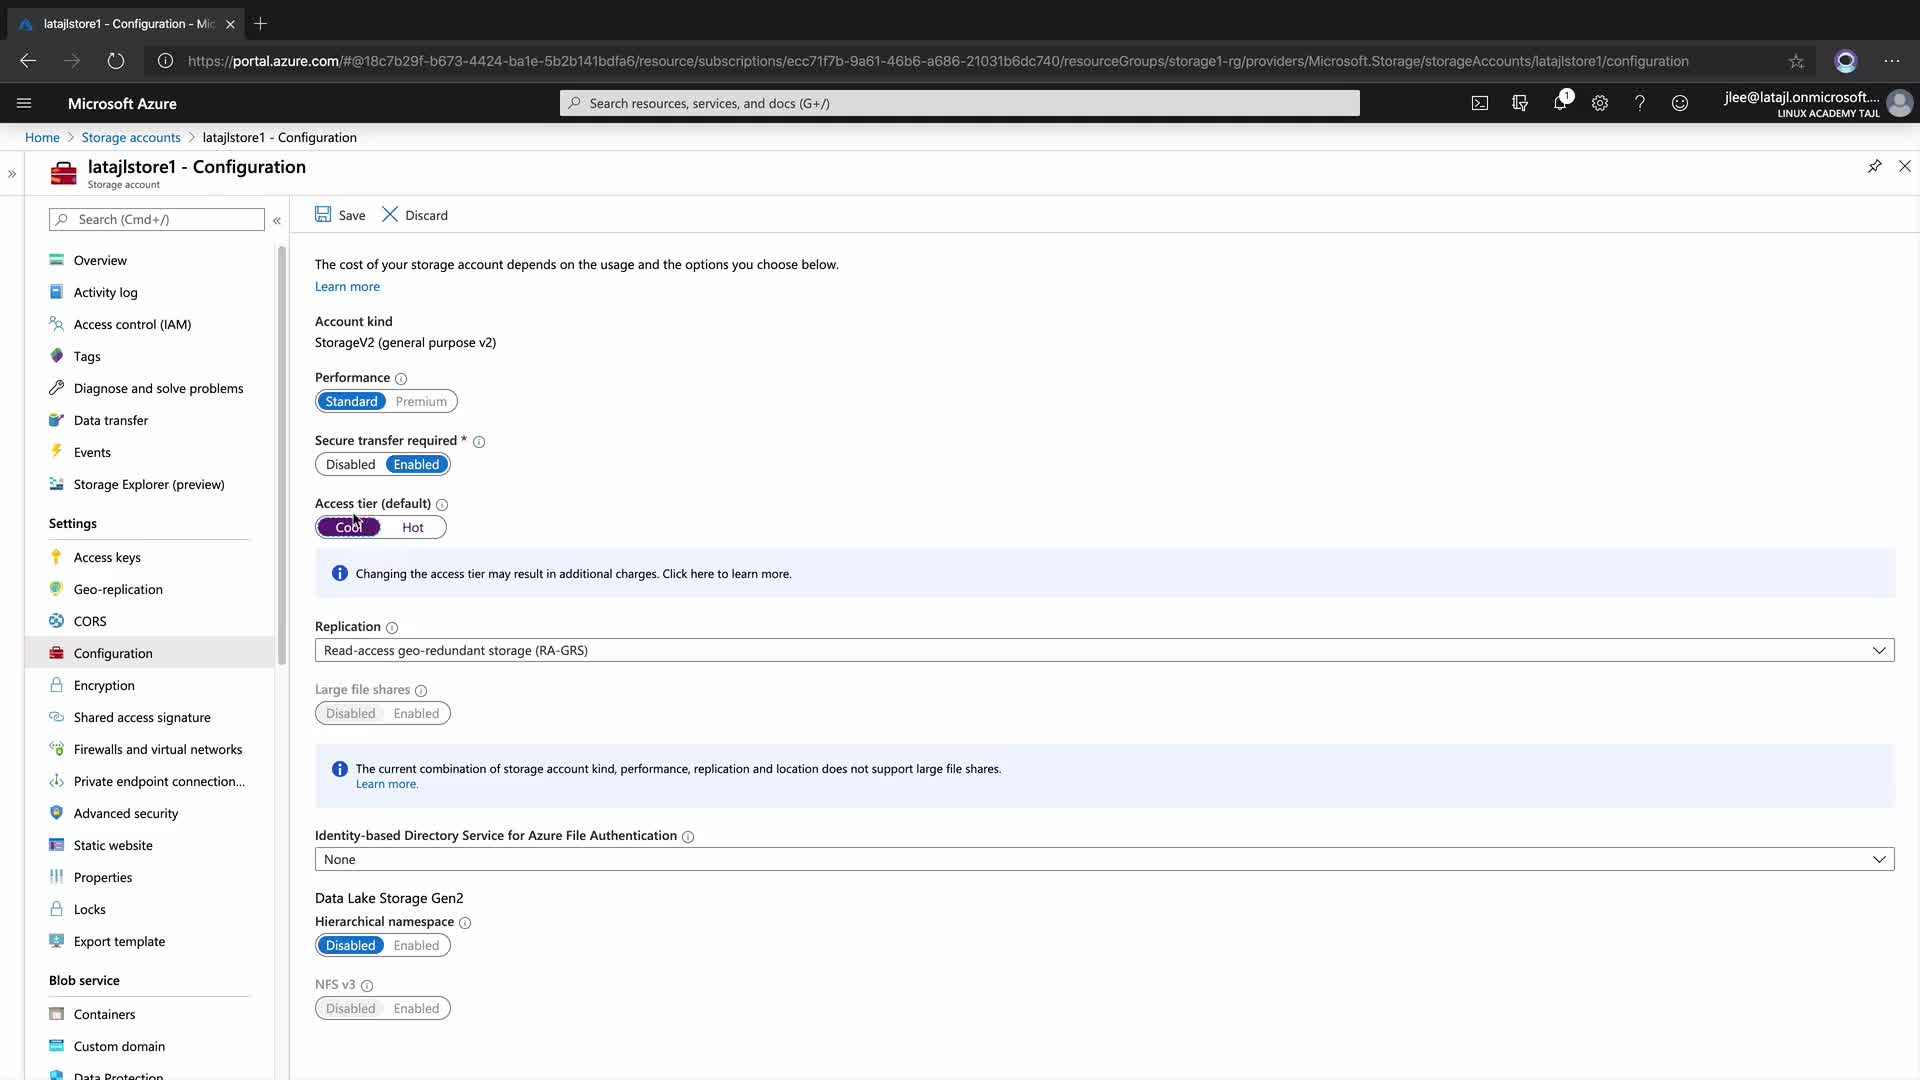 latajlstore1 - Configuration - Mic
https://portal.azure.com/#@18c7b29f-b673-4424-ba1e-5b2b141bdfa6/resource/subscriptions/ecc71f7b-9a61-46b6-a686-21031b6dc740/resourceGroups/storage1-rg/providers/Microsoft.Storage/storageAccounts/latajlstore1/configuration
Microsoft Azure
Search resources, services, and docs (G+/)
1
jlee@latajl.onmicrosoft....
LINUX ACADEMY TAJL
Home > Storage accounts > latajlstore1 - Configuration
latajlstore1 - Configuration
Storage account
Search (Cmd+/)
Overview
Activity log
Access control (IAM)
Tags
Diagnose and solve problems
Data transfer
Events
Storage Explorer (preview)
Settings
Access keys
Geo-replication
CORS
Configuration
Encryption
Shared access signature
Firewalls and virtual networks
Private endpoint connection...
Advanced security
Static website
Properties
Locks
Export template
Blob service
Containers
Custom domain
Data Protection
Save
Discard
The cost of your storage account depends on the usage and the options you choose below.
Learn more
Account kind
StorageV2 (general purpose v2)
Performance
Standard Premium
Secure transfer required *
Disabled Enabled
Access tier (default)
Cool Hot
Changing the access tier may result in additional charges. Click here to learn more.
Replication
Read-access geo-redundant storage (RA-GRS)
Large file shares
Disabled Enabled
The current combination of storage account kind, performance, replication and location does not support large file shares.
Learn more.
Identity-based Directory Service for Azure File Authentication
None
Data Lake Storage Gen2
Hierarchical namespace
Disabled Enabled
NFS v3
Disabled Enabled